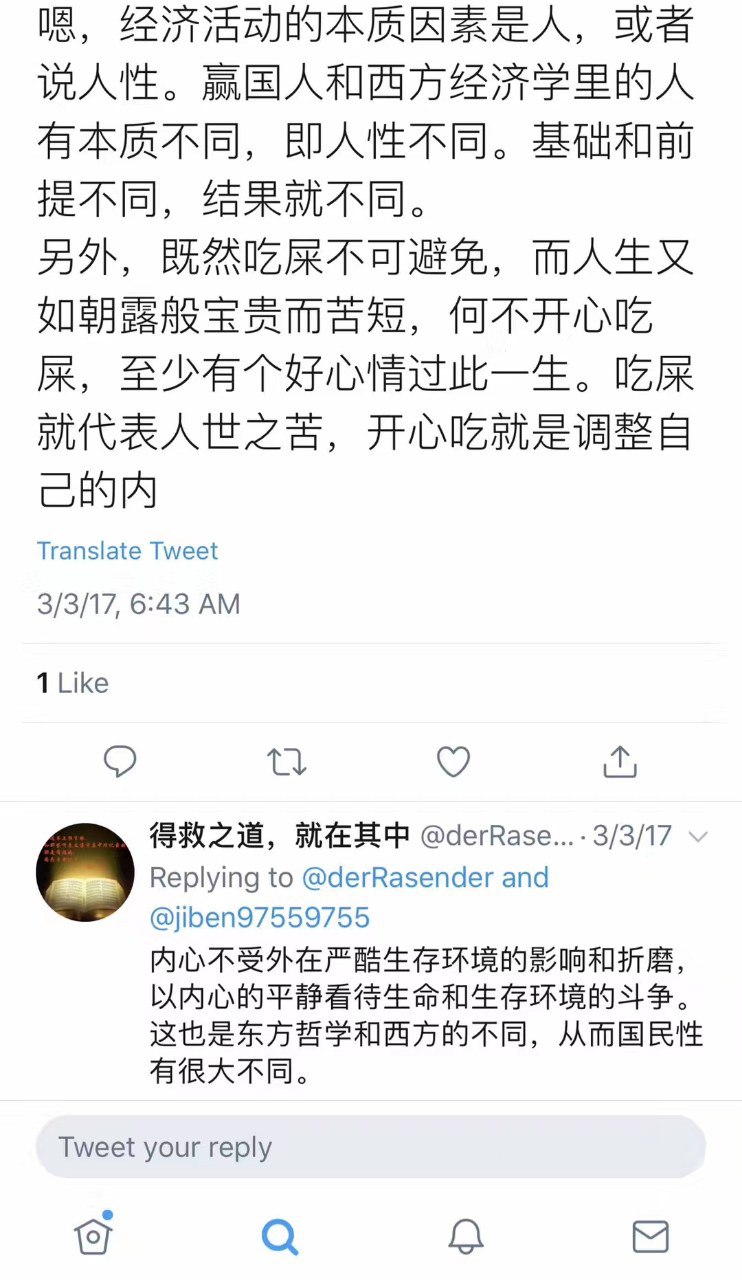 嗯，经济活动的本质因素是人，或者
说人性。赢国人和西方经济学里的人
有本质不同，即人性不同。基础和前
提不同，结果就不同。
另外，既然吃屎不可避免，而人生又
如朝露般宝贵而苦短，何不开心吃
屎，至少有个好心情过此一生。吃屎
就代表人世之苦，开心吃就是调整自
己的内
Translate Tweet
3/3/17, 6:43 AM
1 Like
得救之道，就在其中 @derRase... · 3/3/17
Replying to @derRasender and
@jiben97559755
内心不受外在严酷生存环境的影响和折磨，
以内心的平静看待生命和生存环境的斗争。
这也是东方哲学和西方的不同，从而国民性
有很大不同。
Tweet your reply